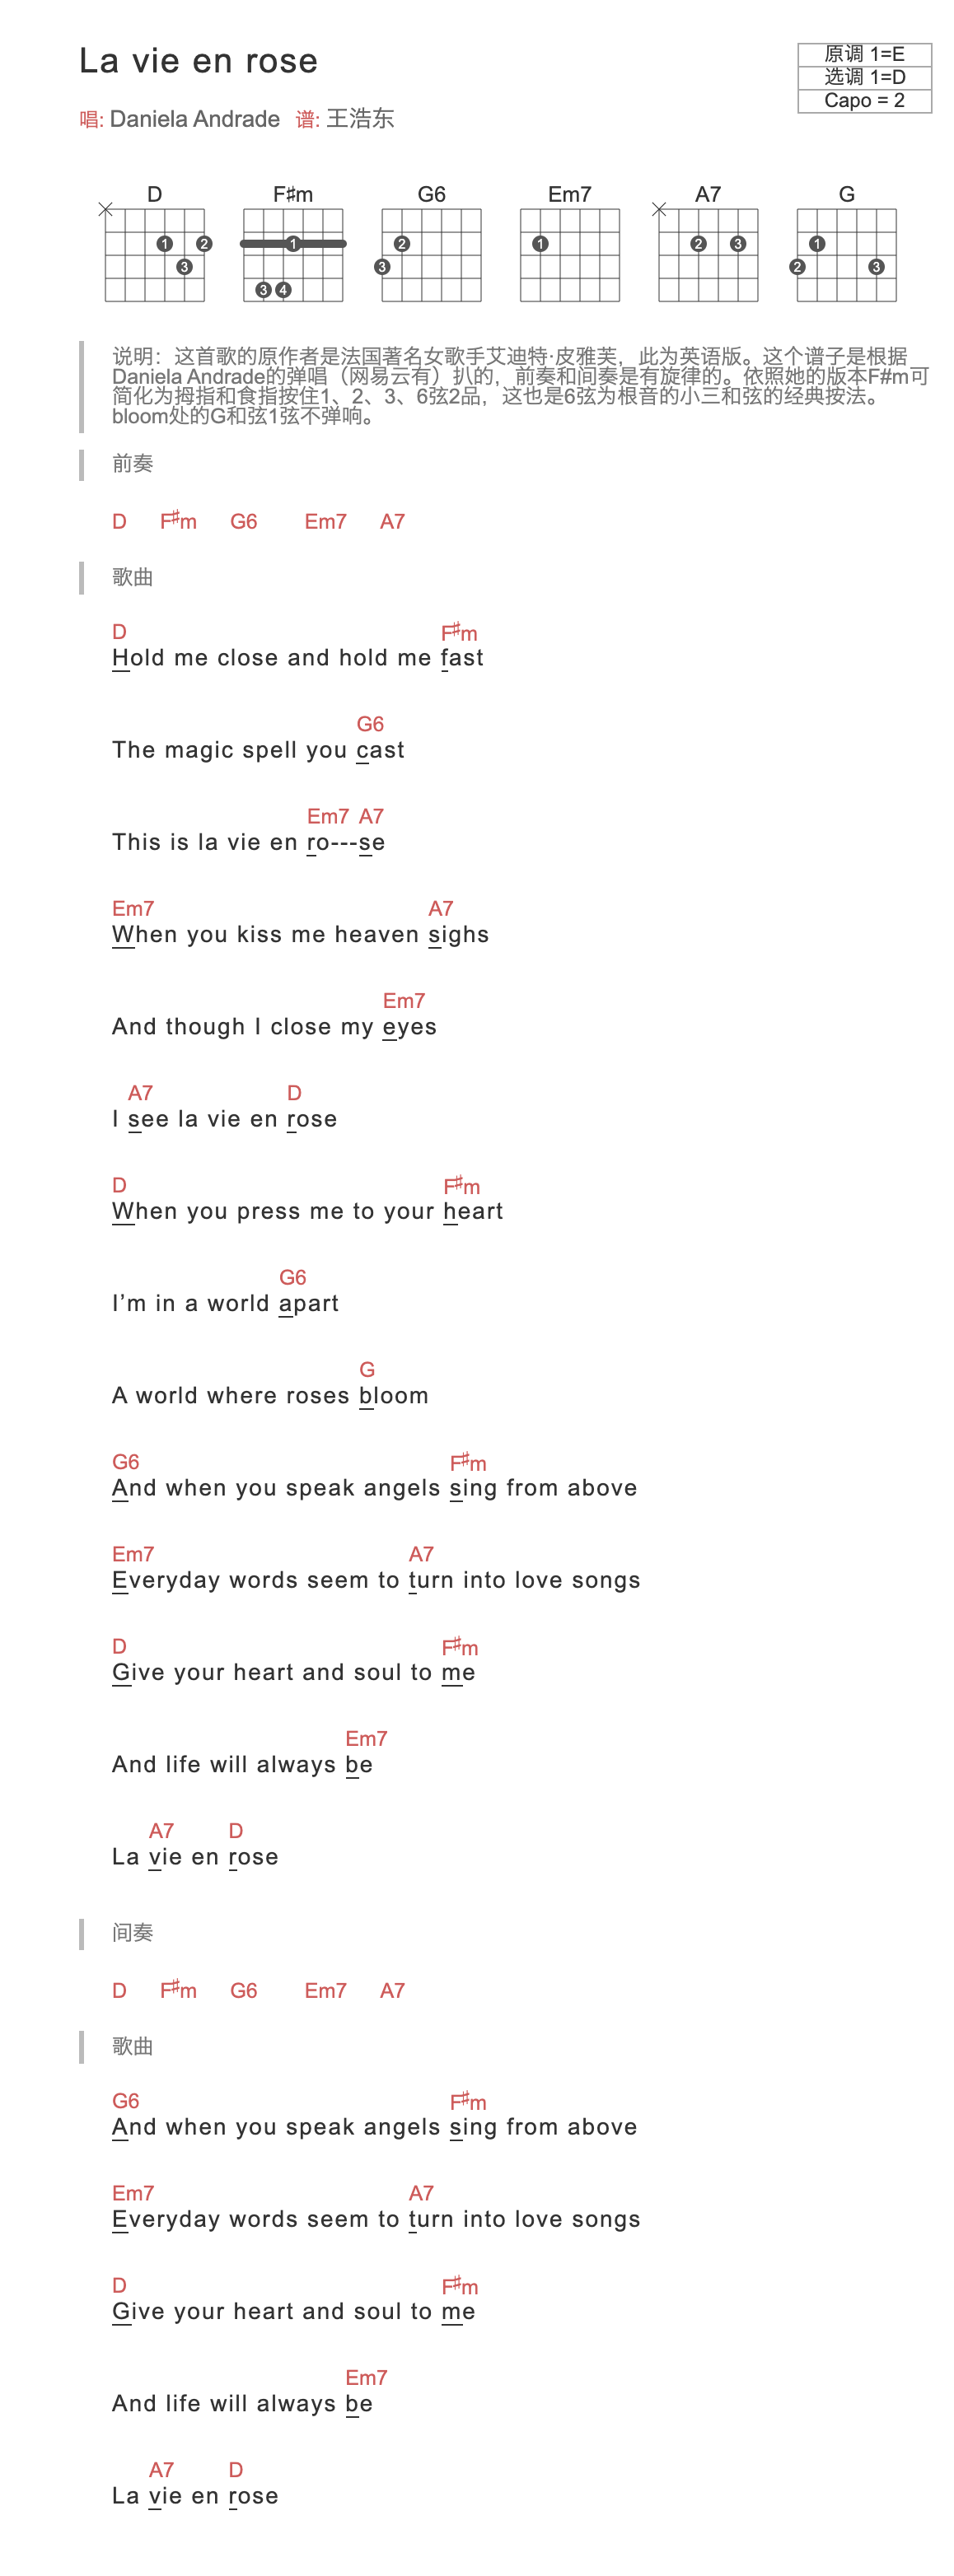 La vie en rose
原调 1=E
选调 1=D
Capo = 2
唱: Daniela Andrade 谱: 王浩东
D F♯m G6 Em7 A7 G
1 2 3
1 3 4
2 3
1
2 3
1 2 3
说明：这首歌的原作者是法国著名女歌手艾迪特·皮雅芙，此为英语版。这个谱子是根据
Daniela Andrade的弹唱（网易云有）扒的，前奏和间奏是有旋律的。依照她的版本F#m可
简化为拇指和食指按住1、2、3、6弦2品，这也是6弦为根音的小三和弦的经典按法。
bloom处的G和弦1弦不弹响。
前奏
D F♯m G6 Em7 A7
歌曲
D F♯m
Hold me close and hold me fast
G6
The magic spell you cast
Em7 A7
This is la vie en ro---se
Em7 A7
When you kiss me heaven sighs
Em7
And though I close my eyes
A7 D
I see la vie en rose
D F♯m
When you press me to your heart
G6
I’m in a world apart
G
A world where roses bloom
G6 F♯m
And when you speak angels sing from above
Em7 A7
Everyday words seem to turn into love songs
D F♯m
Give your heart and soul to me
Em7
And life will always be
A7 D
La vie en rose
间奏
D F♯m G6 Em7 A7
歌曲
G6 F♯m
And when you speak angels sing from above
Em7 A7
Everyday words seem to turn into love songs
D F♯m
Give your heart and soul to me
Em7
And life will always be
A7 D
La vie en rose